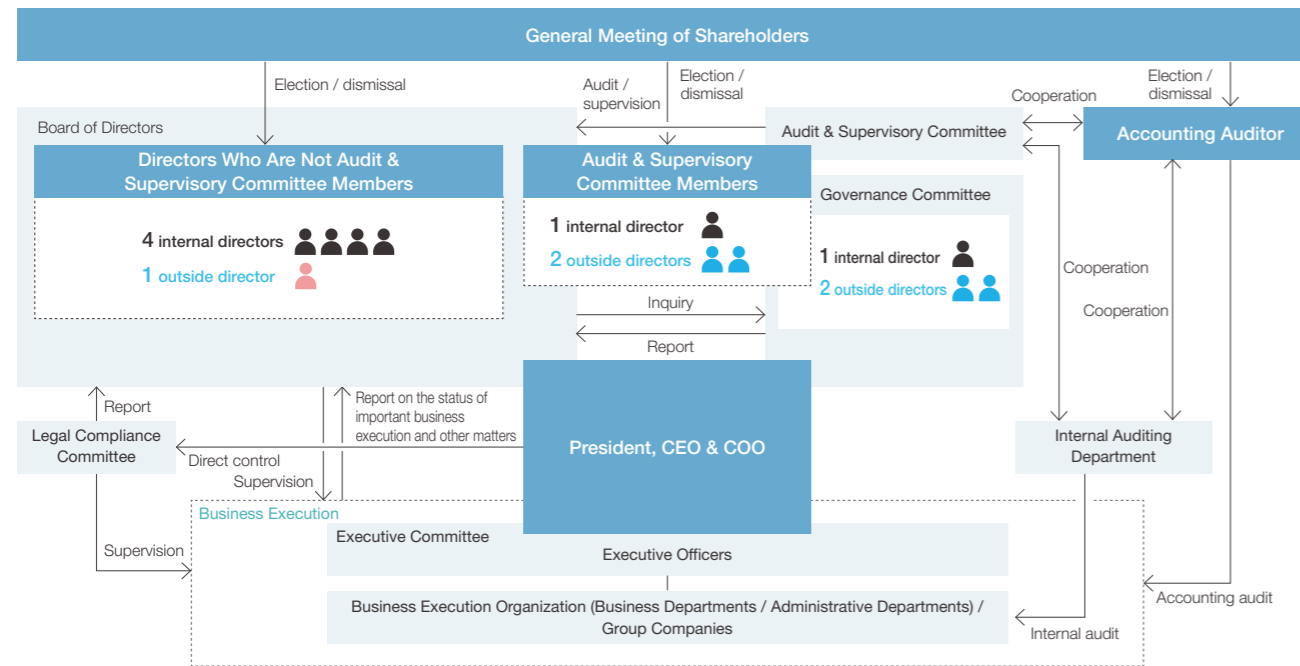 General Meeting of Shareholders
Election / dismissal
Audit /
supervision
Election /
dismissal
Cooperation
Election /
dismissal
Board of Directors
Audit & Supervisory Committee
Accounting Auditor
Directors Who Are Not Audit &
Supervisory Committee Members
Audit & Supervisory
Committee Members
Governance Committee
4 internal directors
1 outside director
1 internal director
2 outside directors
1 internal director
2 outside directors
Cooperation
Cooperation
Inquiry
Report
Report
Report on the status of
important business
execution and other matters
Legal Compliance
Committee
President, CEO & COO
Internal Auditing
Department
Direct control
Supervision
Business Execution
Executive Committee
Executive Officers
Supervision
Business Execution Organization (Business Departments / Administrative Departments) /
Group Companies
Accounting audit
Internal audit